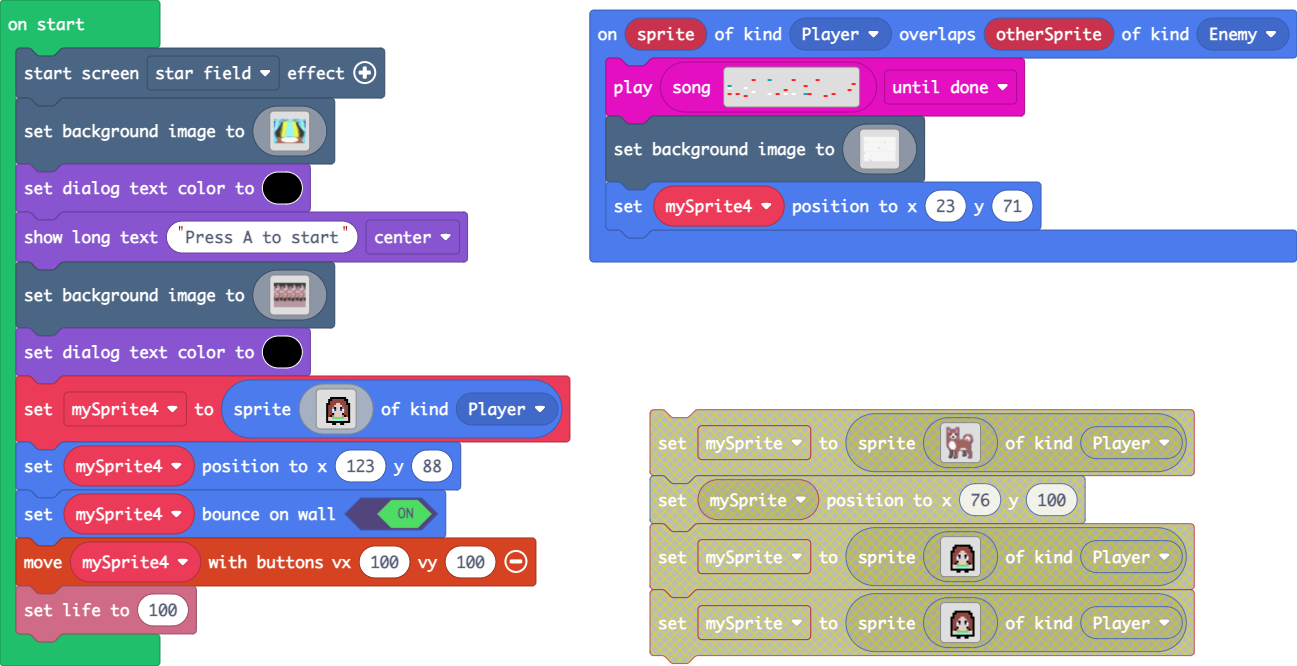 on start
start screen star field effect
set background image to
set dialog text color to
show long text "Press A to start" center
set background image to
set dialog text color to
set mySprite4 to sprite of kind Player
set mySprite4 position to x 123 y 88
set mySprite4 bounce on wall ON
move mySprite4 with buttons vx 100 vy 100
set life to 100
on sprite of kind Player overlaps otherSprite of kind Enemy
play song until done
set background image to
set mySprite4 position to x 23 y 71
set mySprite to sprite of kind Player
set mySprite position to x 76 y 100
set mySprite to sprite of kind Player
set mySprite to sprite of kind Player